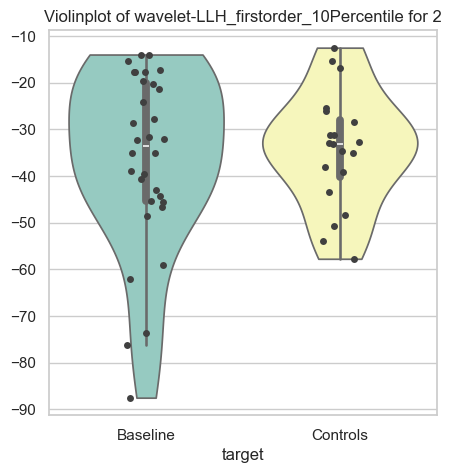 Violinplot of wavelet-LLH_firstorder_10Percentile for 2
−10
−20
−30
−40
−50
−60
−70
−80
−90
Baseline
Controls
target